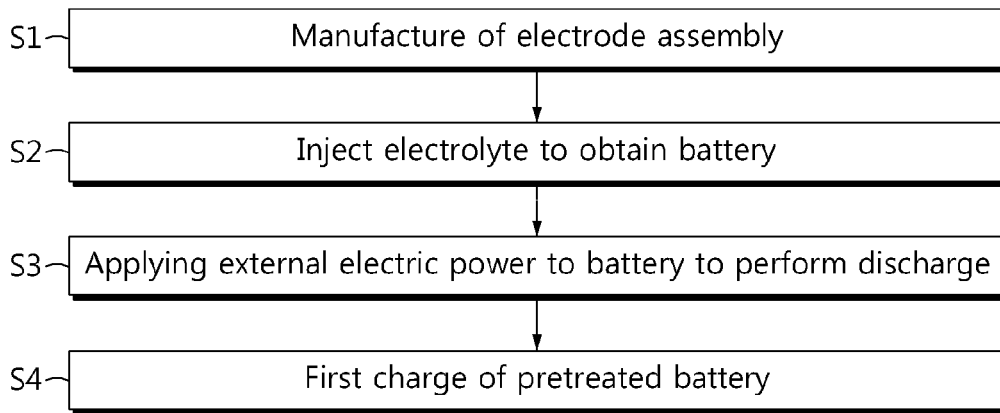 S1 Manufacture of electrode assembly
S2 Inject electrolyte to obtain battery
S3 Applying external electric power to battery to perform discharge
S4 First charge of pretreated battery